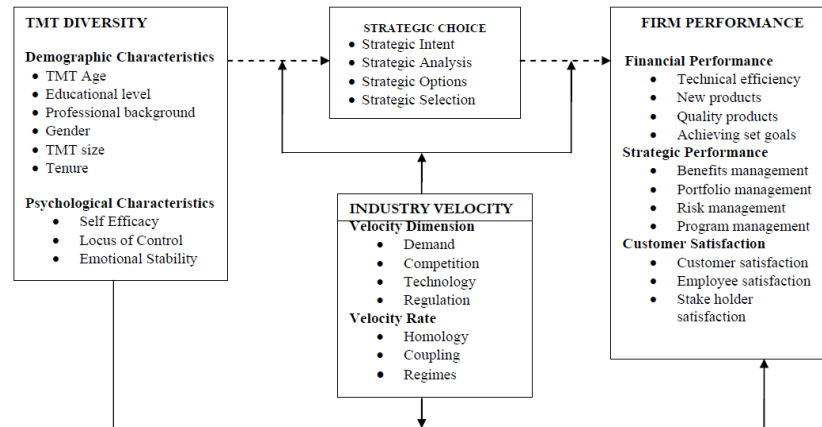 TMT DIVERSITY
Demographic Characteristics
• TMT Age
• Educational level
• Professional background
• Gender
• TMT size
• Tenure
Psychological Characteristics
• Self Efficacy
• Locus of Control
• Emotional Stability
STRATEGIC CHOICE
• Strategic Intent
• Strategic Analysis
• Strategic Options
• Strategic Selection
INDUSTRY VELOCITY
Velocity Dimension
• Demand
• Competition
• Technology
• Regulation
Velocity Rate
• Homology
• Coupling
• Regimes
FIRM PERFORMANCE
Financial Performance
• Technical efficiency
• New products
• Quality products
• Achieving set goals
Strategic Performance
• Benefits management
• Portfolio management
• Risk management
• Program management
Customer Satisfaction
• Customer satisfaction
• Employee satisfaction
• Stake holder
satisfaction